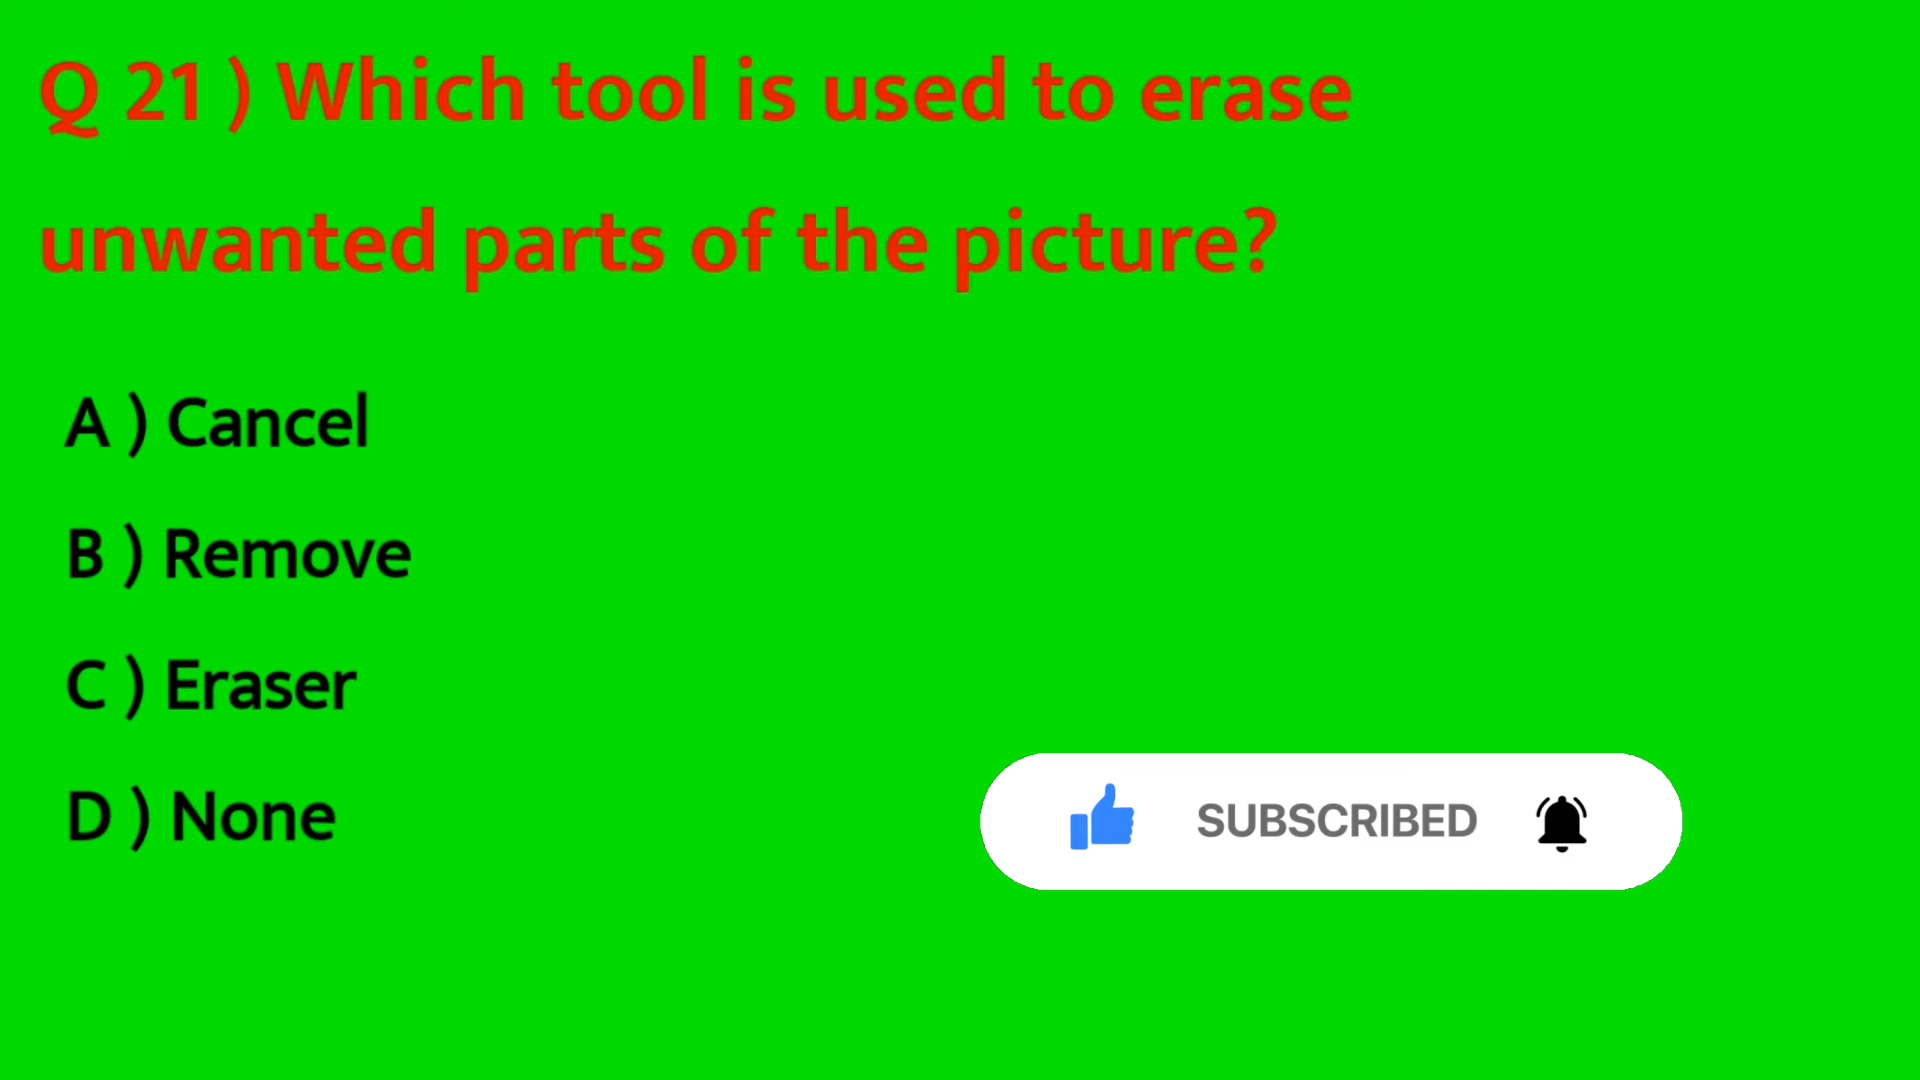 Q 21 ) Which tool is used to erase
unwanted parts of the picture?
A ) Cancel
B ) Remove
C ) Eraser
D ) None
SUBSCRIBED